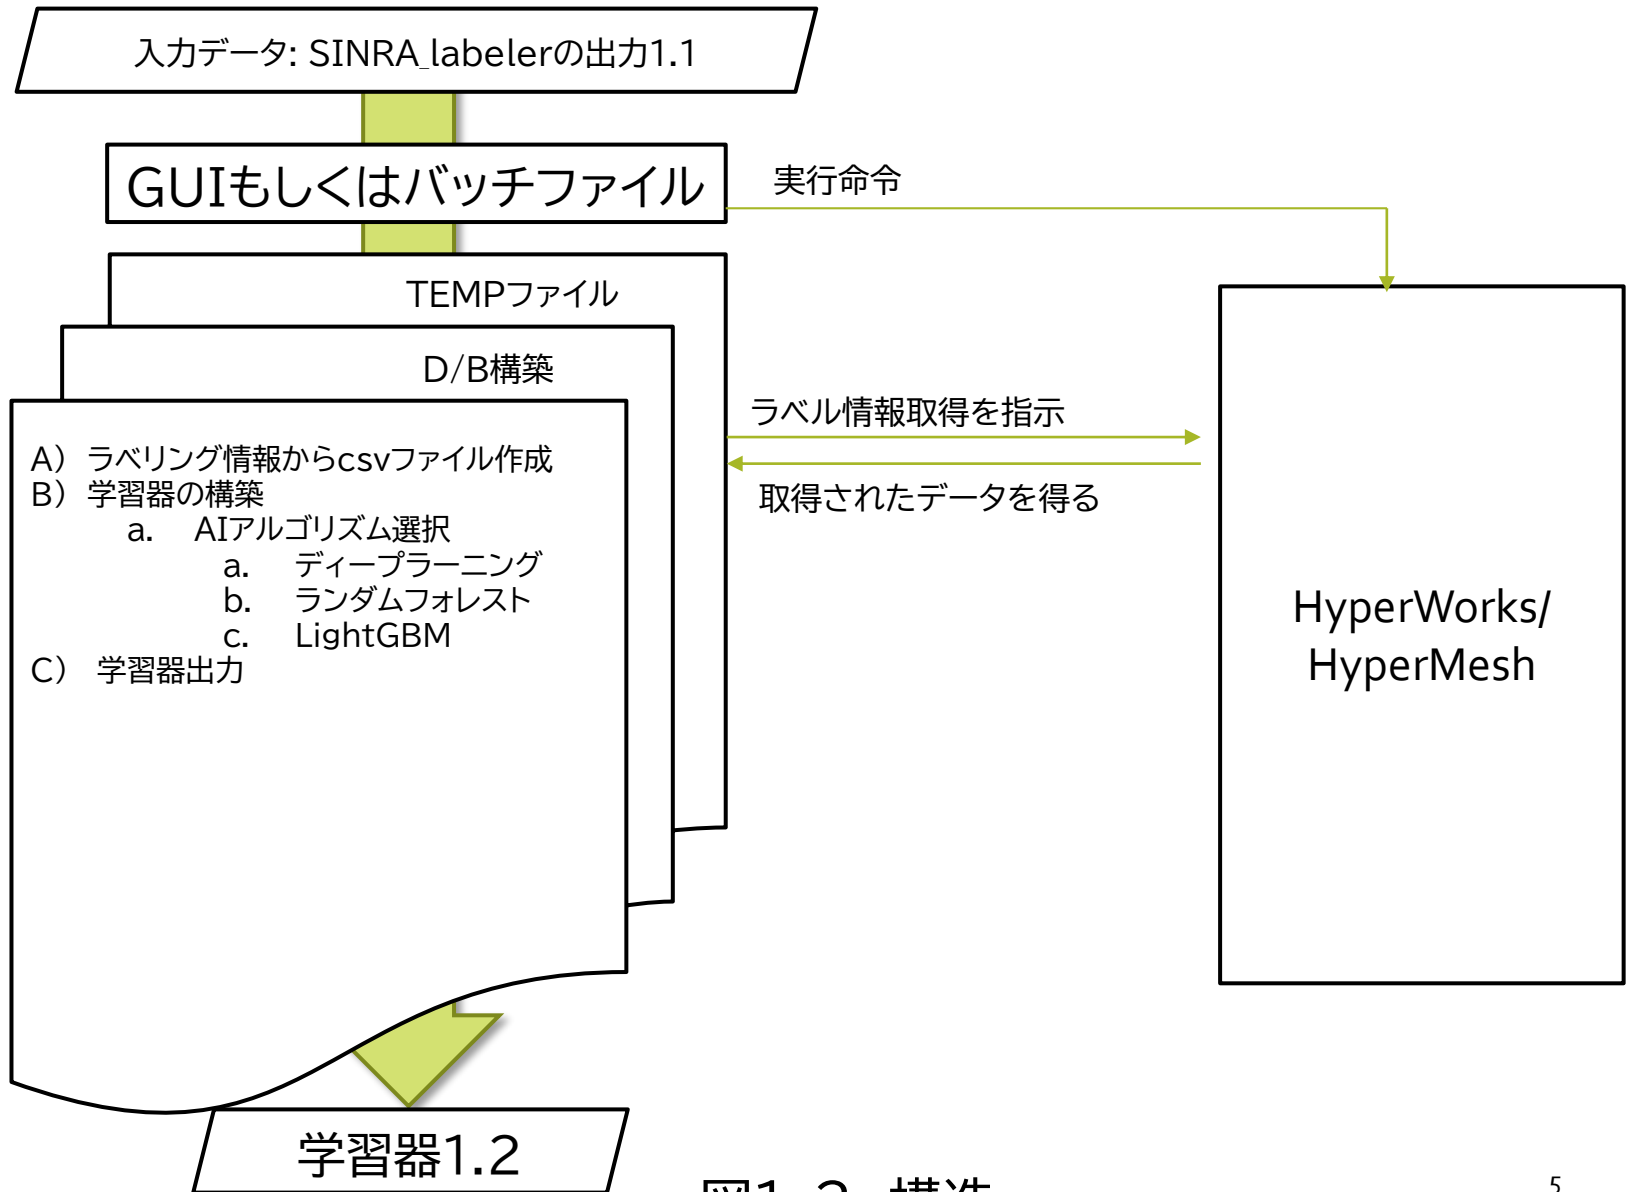 入力データ: SINRA_labelerの出力1.1
GUIもしくはバッチファイル
実行命令
TEMPファイル
D/B構築
ラベル情報取得を指示
取得されたデータを得る
A） ラベリング情報からcsvファイル作成
B） 学習器の構築
a. AIアルゴリズム選択
a. ディープラーニング
b. ランダムフォレスト
c. LightGBM
C） 学習器出力
HyperWorks/
HyperMesh
学習器1.2
図1.2 構造
5